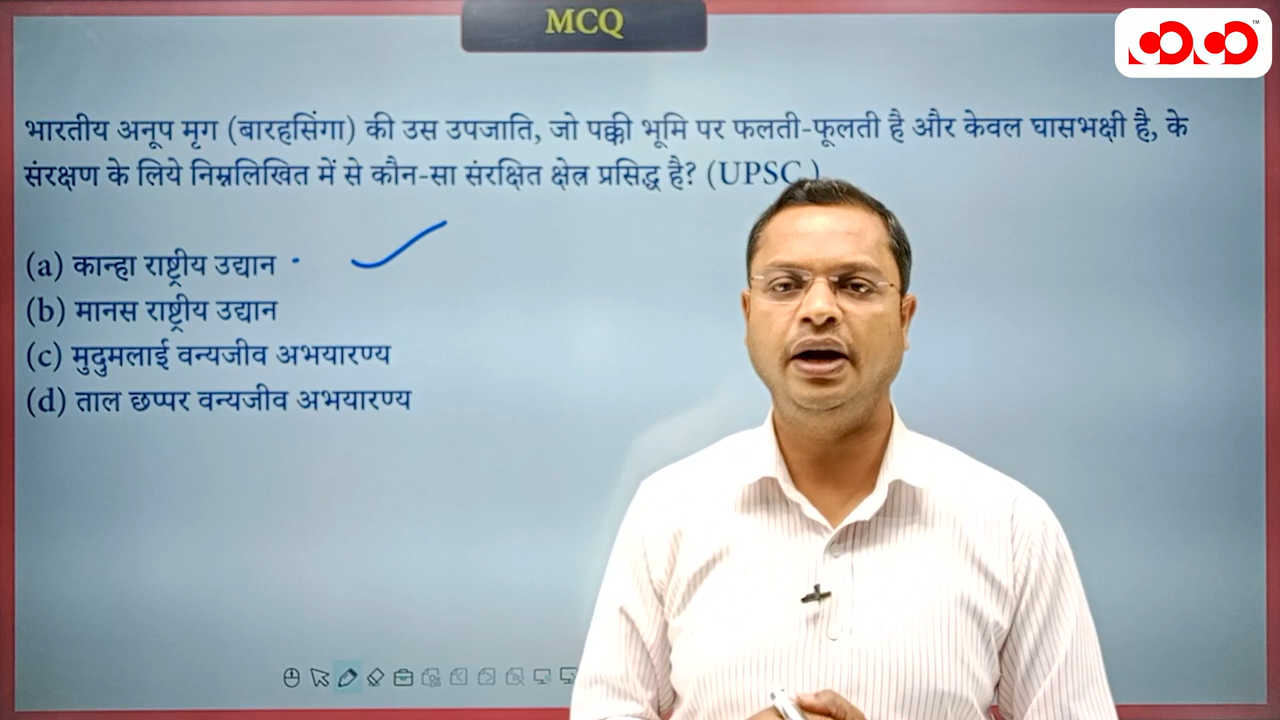 MCQ
भारतीय अनूप मृग (बारहसिंगा) की उस उपजाति, जो पक्की भूमि पर फलती-फूलती है और केवल घासभक्षी है, के
संरक्षण के लिये निम्नलिखित में से कौन-सा संरक्षित क्षेत्र प्रसिद्ध है? (UPSC )
(a) कान्हा राष्ट्रीय उद्यान
(b) मानस राष्ट्रीय उद्यान
(c) मुदुमलाई वन्यजीव अभयारण्य
(d) ताल छप्पर वन्यजीव अभयारण्य
TM